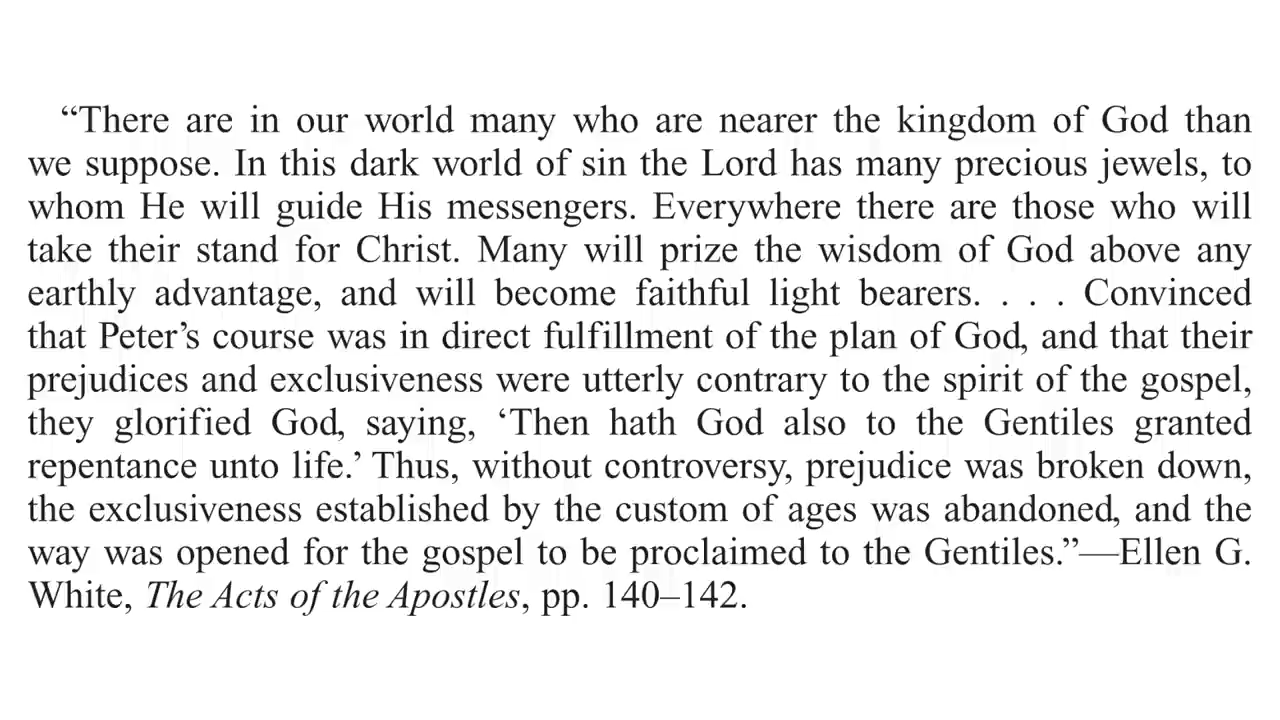 “There are in our world many who are nearer the kingdom of God than
we suppose. In this dark world of sin the Lord has many precious jewels, to
whom He will guide His messengers. Everywhere there are those who will
take their stand for Christ. Many will prize the wisdom of God above any
earthly advantage, and will become faithful light bearers. . . . Convinced
that Peter’s course was in direct fulfillment of the plan of God, and that their
prejudices and exclusiveness were utterly contrary to the spirit of the gospel,
they glorified God, saying, ‘Then hath God also to the Gentiles granted
repentance unto life.’ Thus, without controversy, prejudice was broken down,
the exclusiveness established by the custom of ages was abandoned, and the
way was opened for the gospel to be proclaimed to the Gentiles.”—Ellen G.
White, The Acts of the Apostles, pp. 140–142.